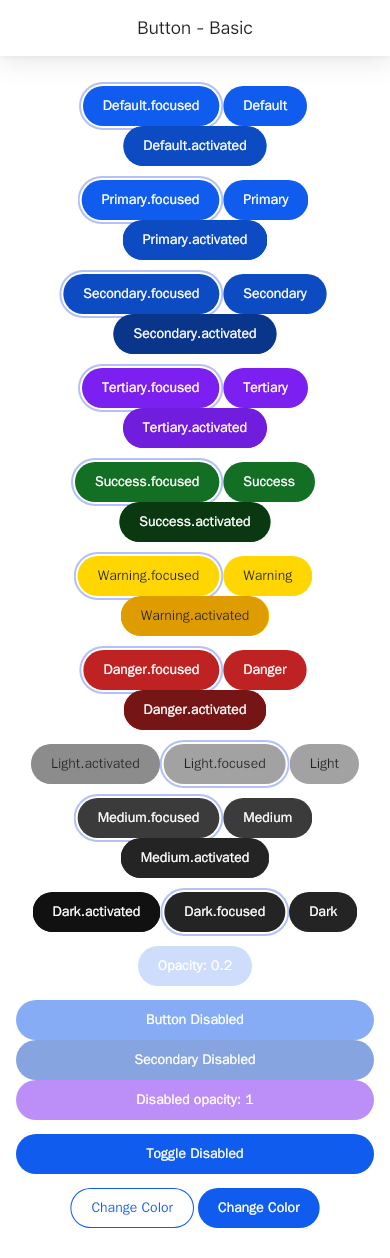 Button - Basic
Default.focused Default
Default.activated
Primary.focused Primary
Primary.activated
Secondary.focused Secondary
Secondary.activated
Tertiary.focused Tertiary
Tertiary.activated
Success.focused Success
Success.activated
Warning.focused Warning
Warning.activated
Danger.focused Danger
Danger.activated
Light.activated Light.focused Light
Medium.focused Medium
Medium.activated
Dark.activated Dark.focused Dark
Opacity: 0.2
Button Disabled
Secondary Disabled
Disabled opacity: 1
Toggle Disabled
Change Color Change Color